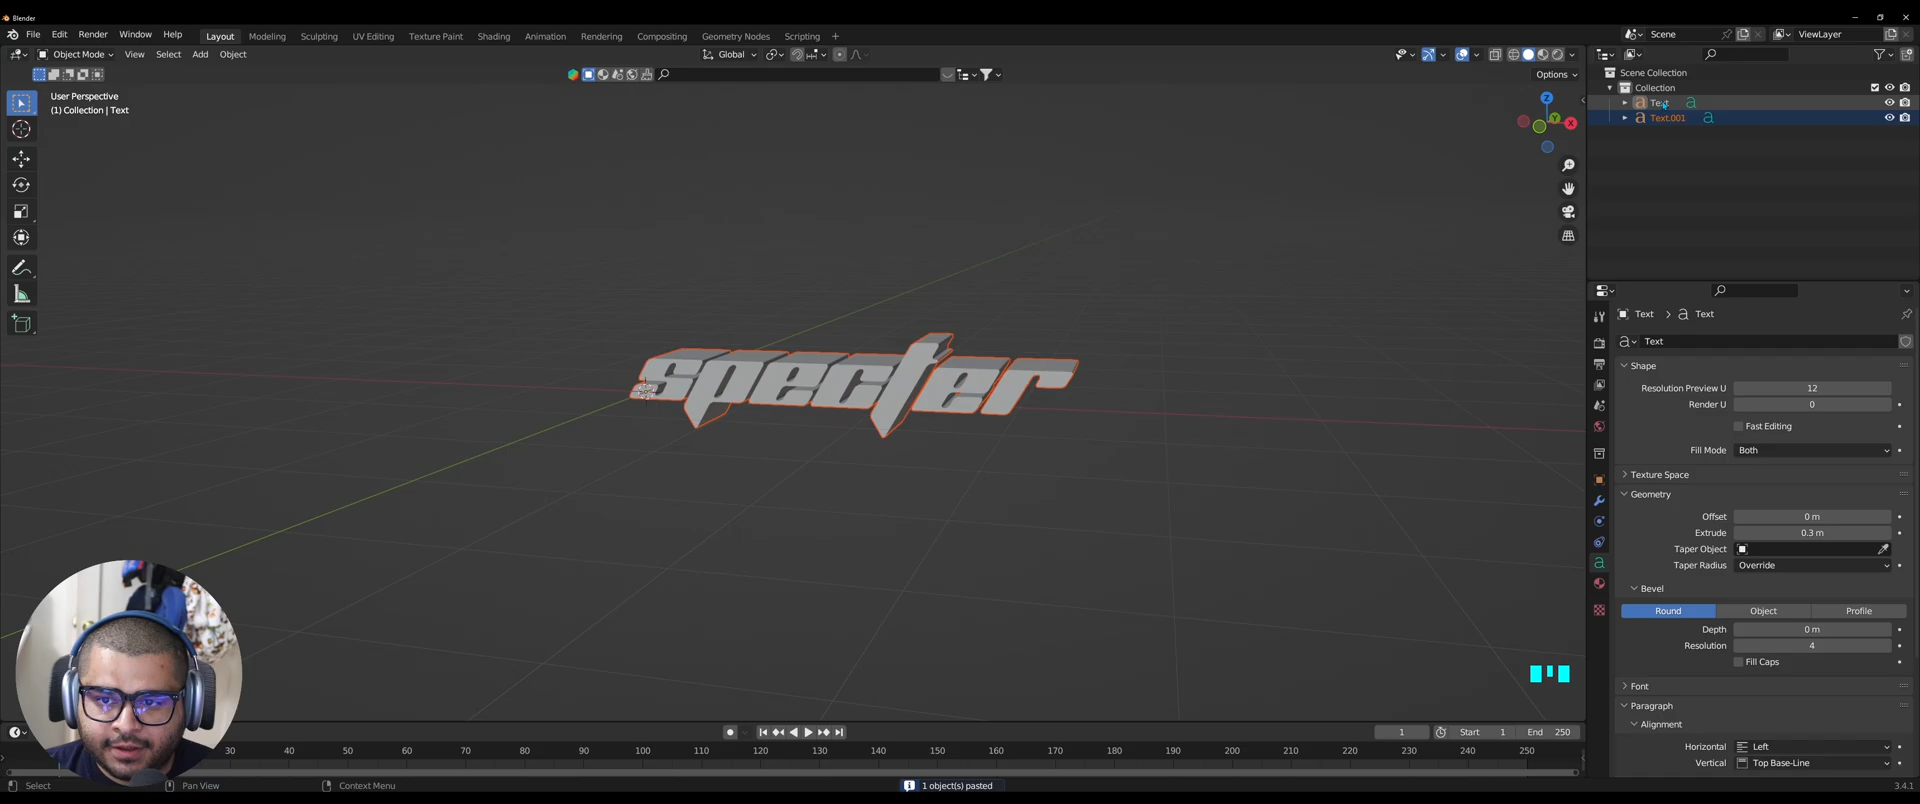 Blender
File Edit Render Window Help Layout Modeling Sculpting UV Editing Texture Paint Shading Animation Rendering Compositing Geometry Nodes Scripting + Scene ViewLayer
Object Mode View Select Add Object Global
Options
User Perspective
(1) Collection | Text
Z
Y
X
specter
Scene Collection
Collection
Text
Text.001
Text > Text
Text
Shape
Resolution Preview U 12
Render U 0
Fast Editing
Fill Mode Both
Texture Space
Geometry
Offset 0 m
Extrude 0.3 m
Taper Object
Taper Radius Override
Bevel
Round Object Profile
Depth 0 m
Resolution 4
Fill Caps
Font
Paragraph
Alignment
Horizontal Left
Vertical Top Base-Line
1 Start 1 End 250
30 40 50 60 70 80 90 100 110 120 130 140 150 160 170 180 190 200 210 220 230 240 250
Select Pan View Context Menu 1 object(s) pasted 3.4.1